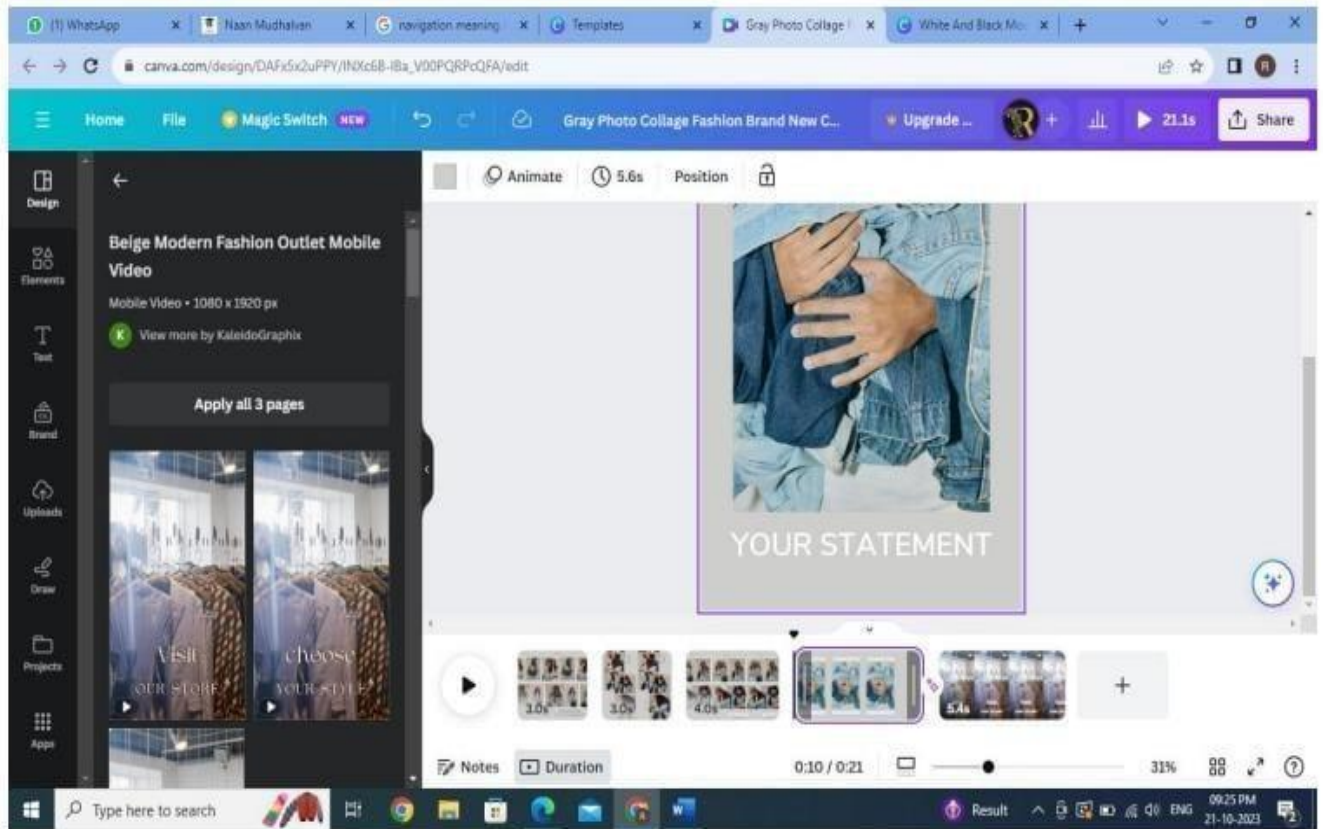 (1) WhatsApp
Naan Mudhalvan
navigation meaning
Templates
Gray Photo Collage
White And Black Mo
canva.com/design/DAFx5x2uPPY/INXc6B-IBa_V00PQRPcQFA/edit
Home File Magic Switch NEW Gray Photo Collage Fashion Brand New C... Upgrade ... R 21.1s Share
Design
Elements
Text
Brand
Uploads
Draw
Projects
Apps
Beige Modern Fashion Outlet Mobile
Video
Mobile Video • 1080 x 1920 px
K View more by KaleidoGraphix
Apply all 3 pages
Visit
OUR STORE
choose
YOUR STYLE
Animate 5.6s Position
YOUR STATEMENT
3.0s 3.0s 4.0s 5.4s
Notes Duration 0:10 / 0:21 31%
Type here to search
Result ENG
09:25 PM
21-10-2023